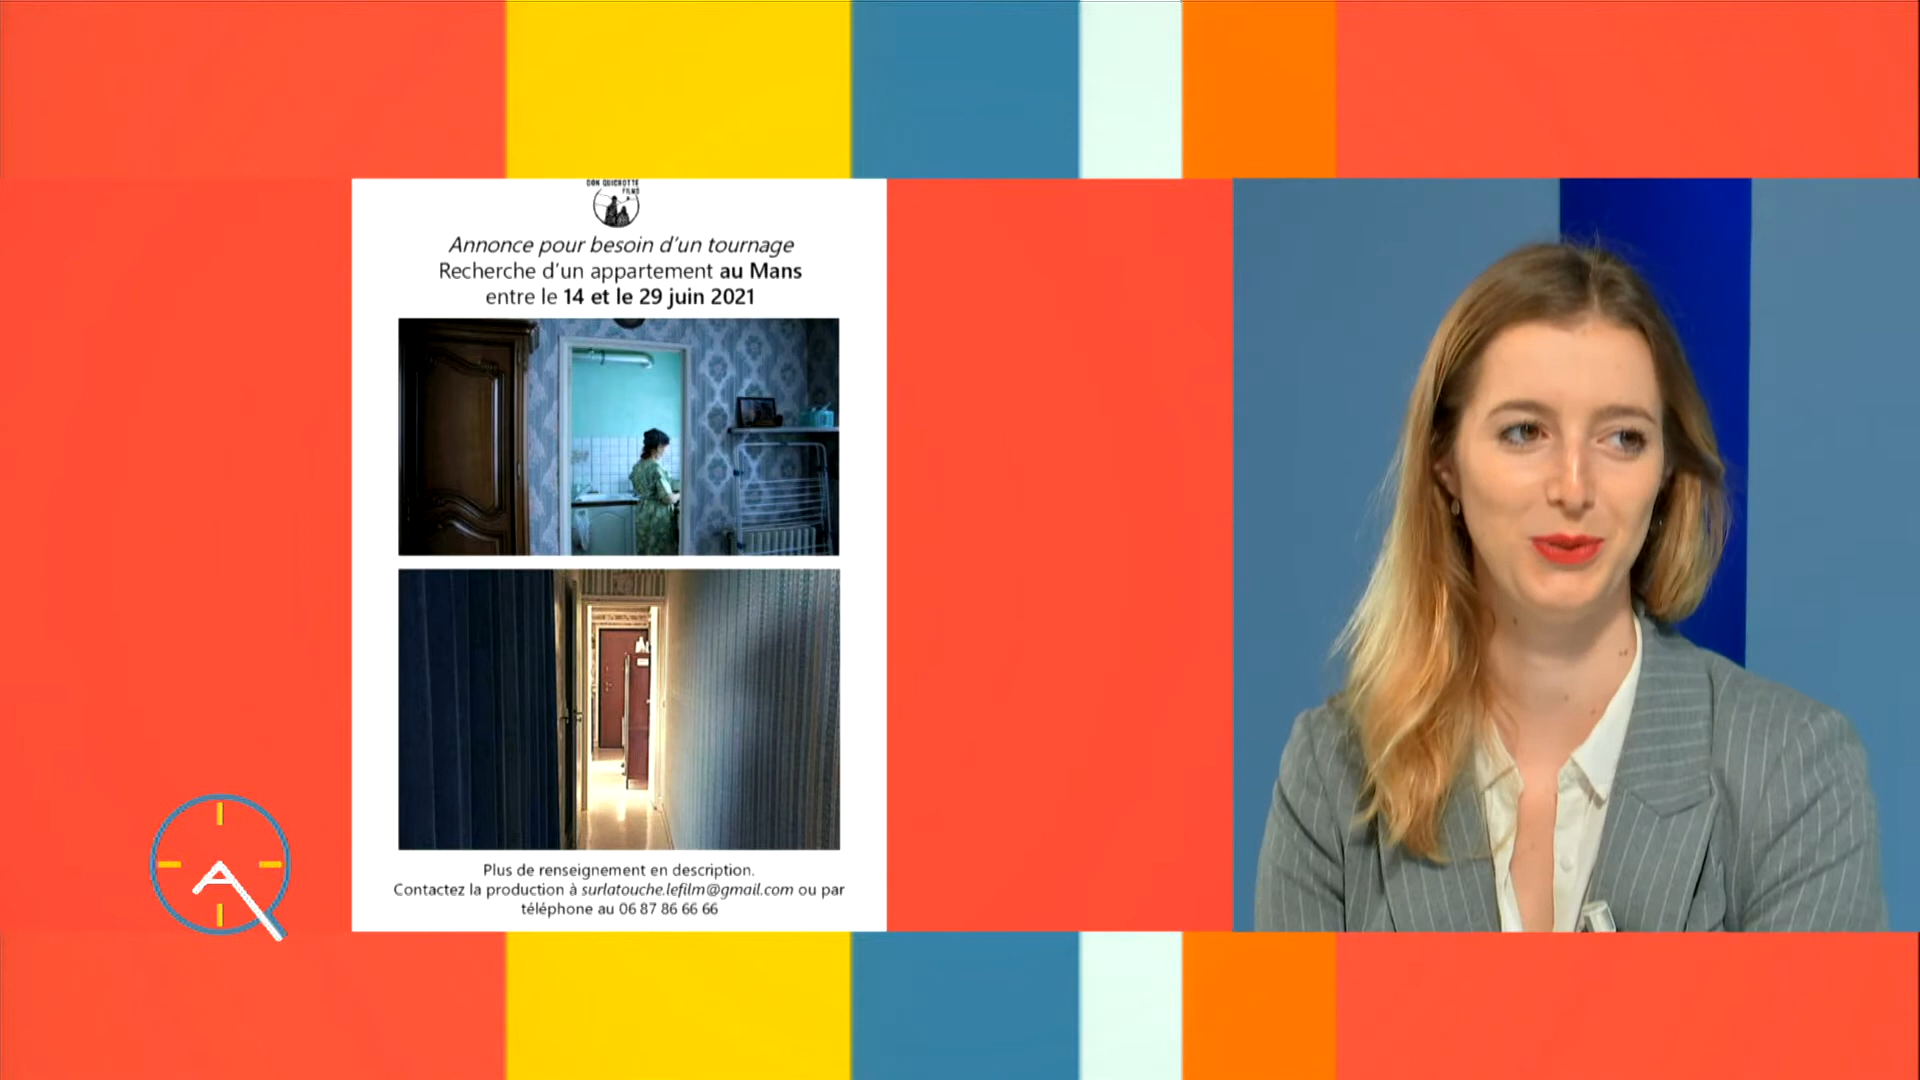 DON QUICHOTTE
FILMS
Annonce pour besoin d'un tournage
Recherche d'un appartement au Mans
entre le 14 et le 29 juin 2021
Plus de renseignement en description.
Contactez la production à surlatouche.lefilm@gmail.com ou par
téléphone au 06 87 86 66 66